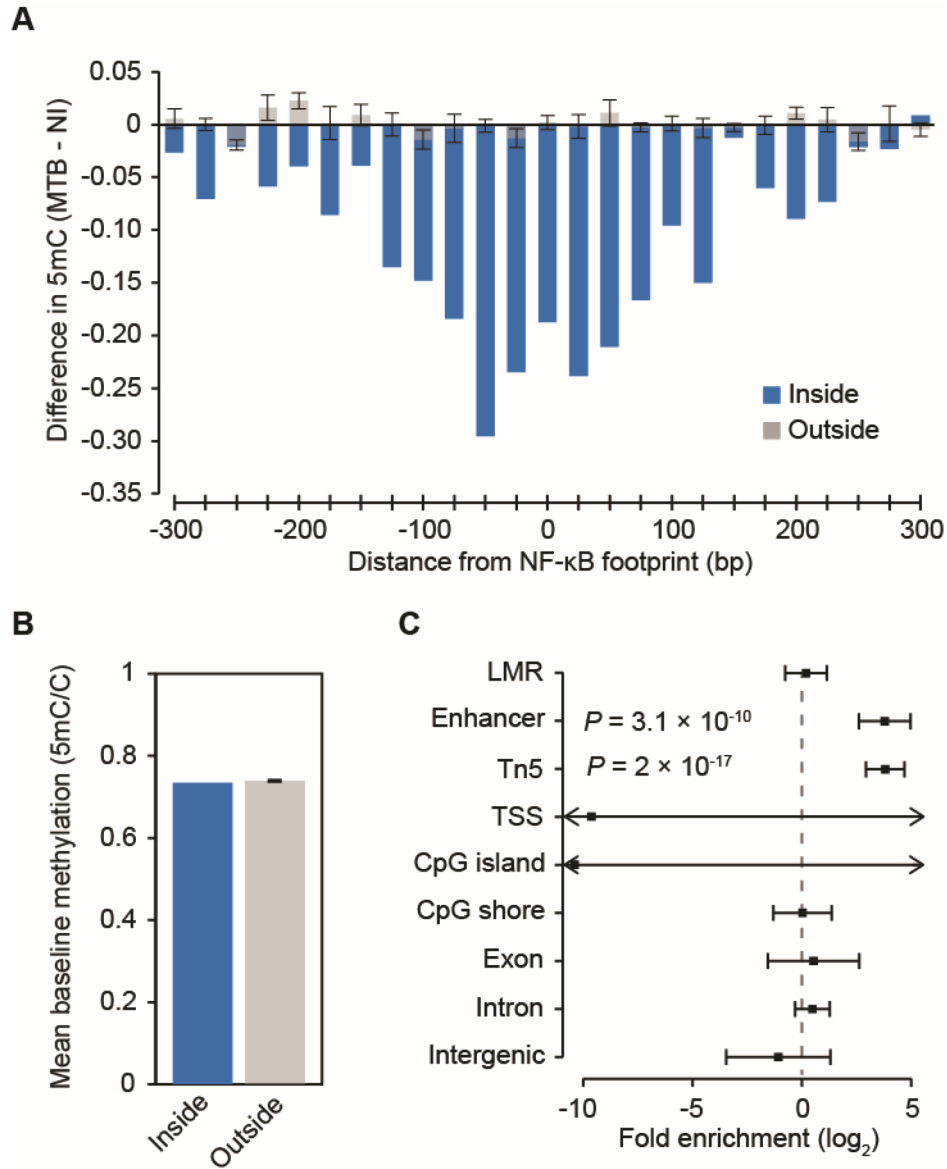 A
Difference in 5mC (MTB - NI)
0.05
0
-0.05
-0.10
-0.15
-0.20
-0.25
-0.30
-0.35
Inside
Outside
-300 -200 -100 0 100 200 300
Distance from NF-κB footprint (bp)
B
Mean baseline methylation (5mC/C)
1
0.8
0.6
0.4
0.2
0
Inside
Outside
C
LMR
Enhancer P = 3.1 × 10⁻¹⁰
Tn5 P = 2 × 10⁻¹⁷
TSS
CpG island
CpG shore
Exon
Intron
Intergenic
-10 -5 0 5
Fold enrichment (log₂)